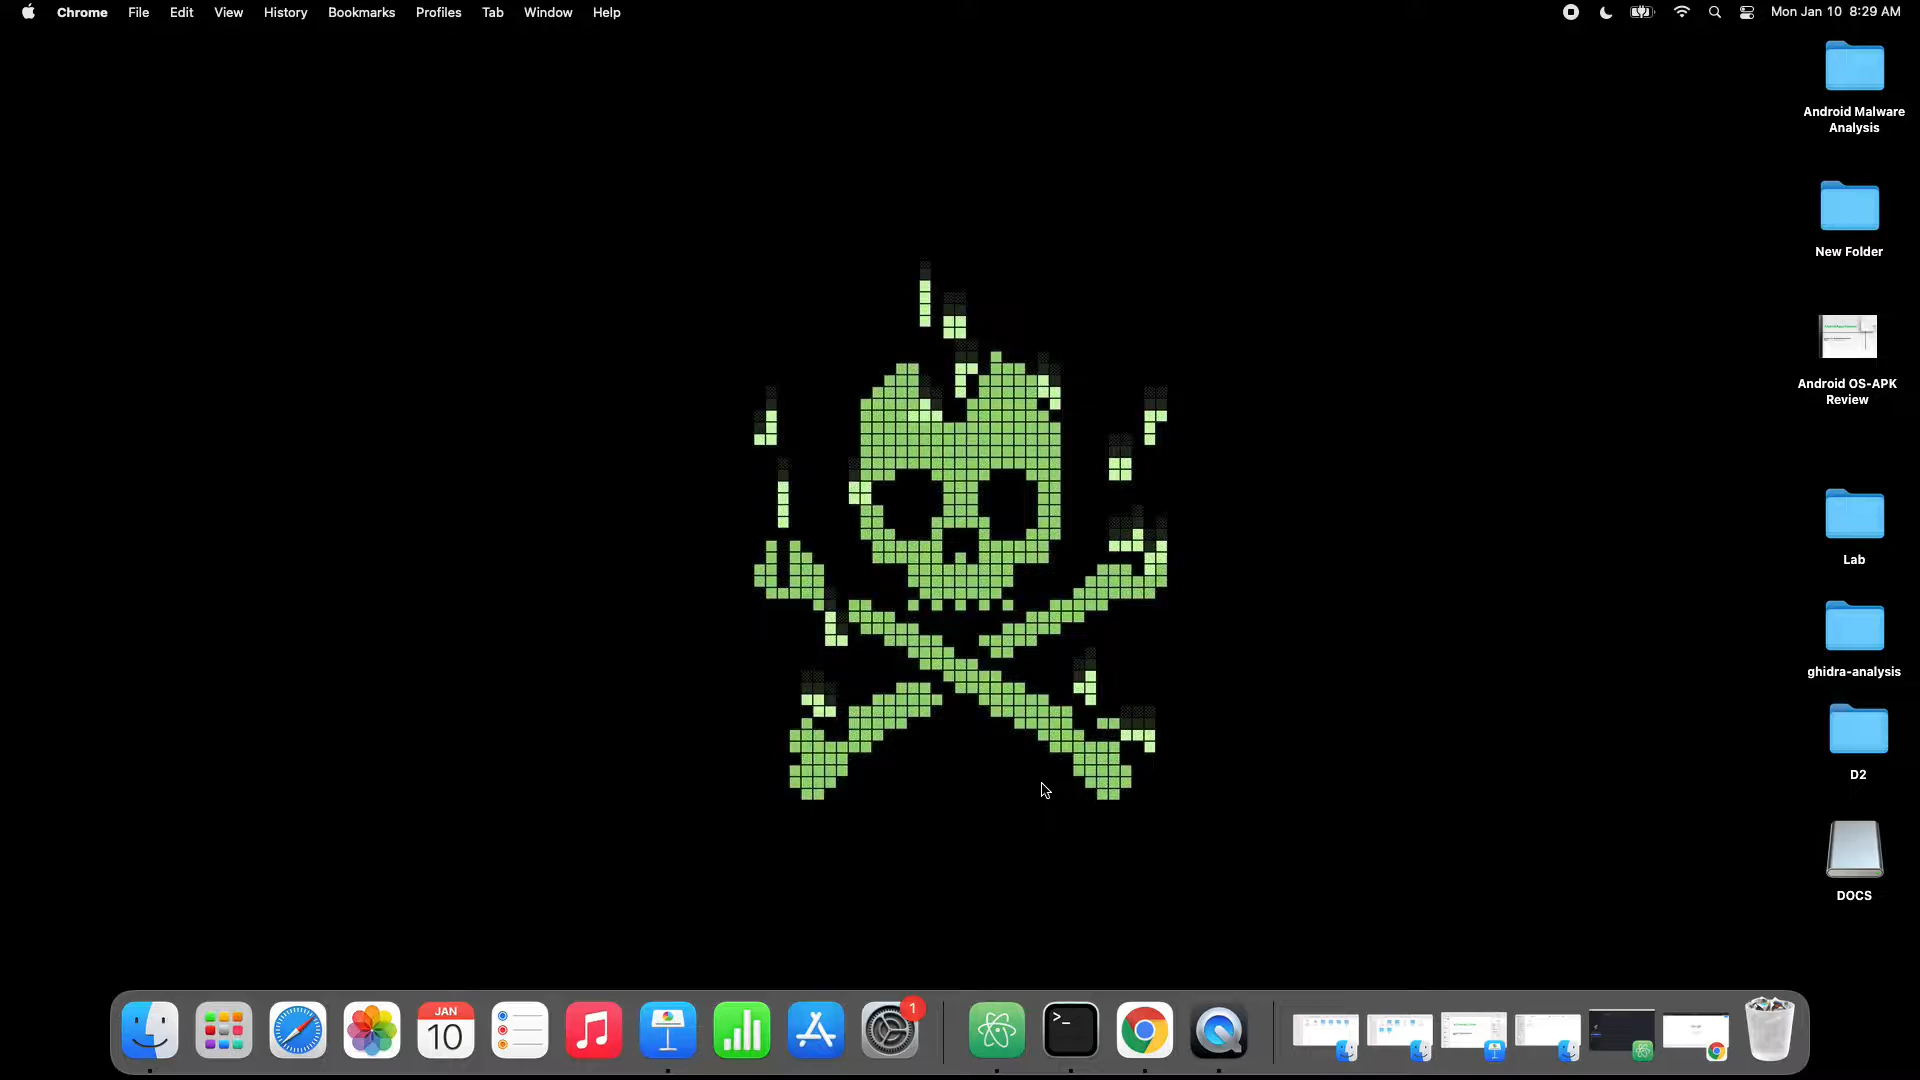 Chrome File Edit View History Bookmarks Profiles Tab Window Help Mon Jan 10 8:29 AM
Android Malware
Analysis
New Folder
Android OS-APK
Review
Lab
ghidra-analysis
D2
DOCS
JAN
10
1
>_